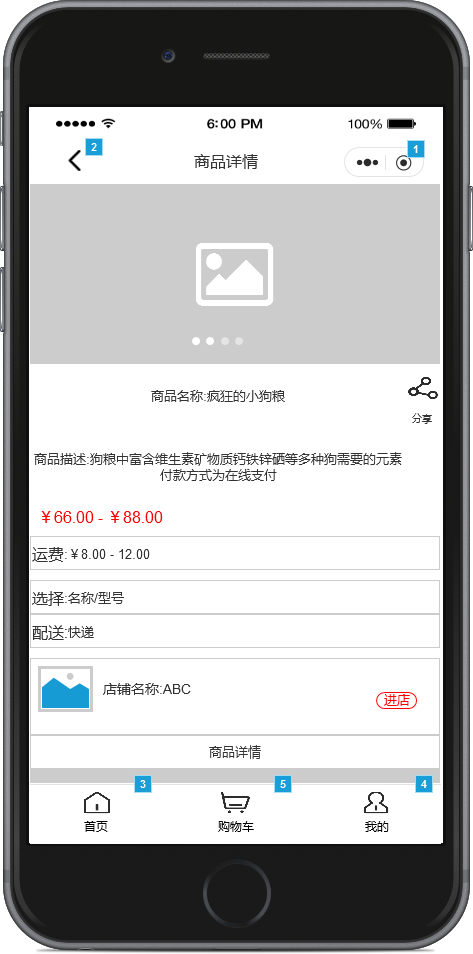 6:00 PM 100%
2
商品详情
1
商品名称:疯狂的小狗粮
分享
商品描述:狗粮中富含维生素矿物质钙铁锌硒等多种狗需要的元素
付款方式为在线支付
￥66.00 - ￥88.00
运费:￥8.00 - 12.00
选择:名称/型号
配送:快递
店铺名称:ABC
进店
商品详情
3 5 4
首页 购物车 我的